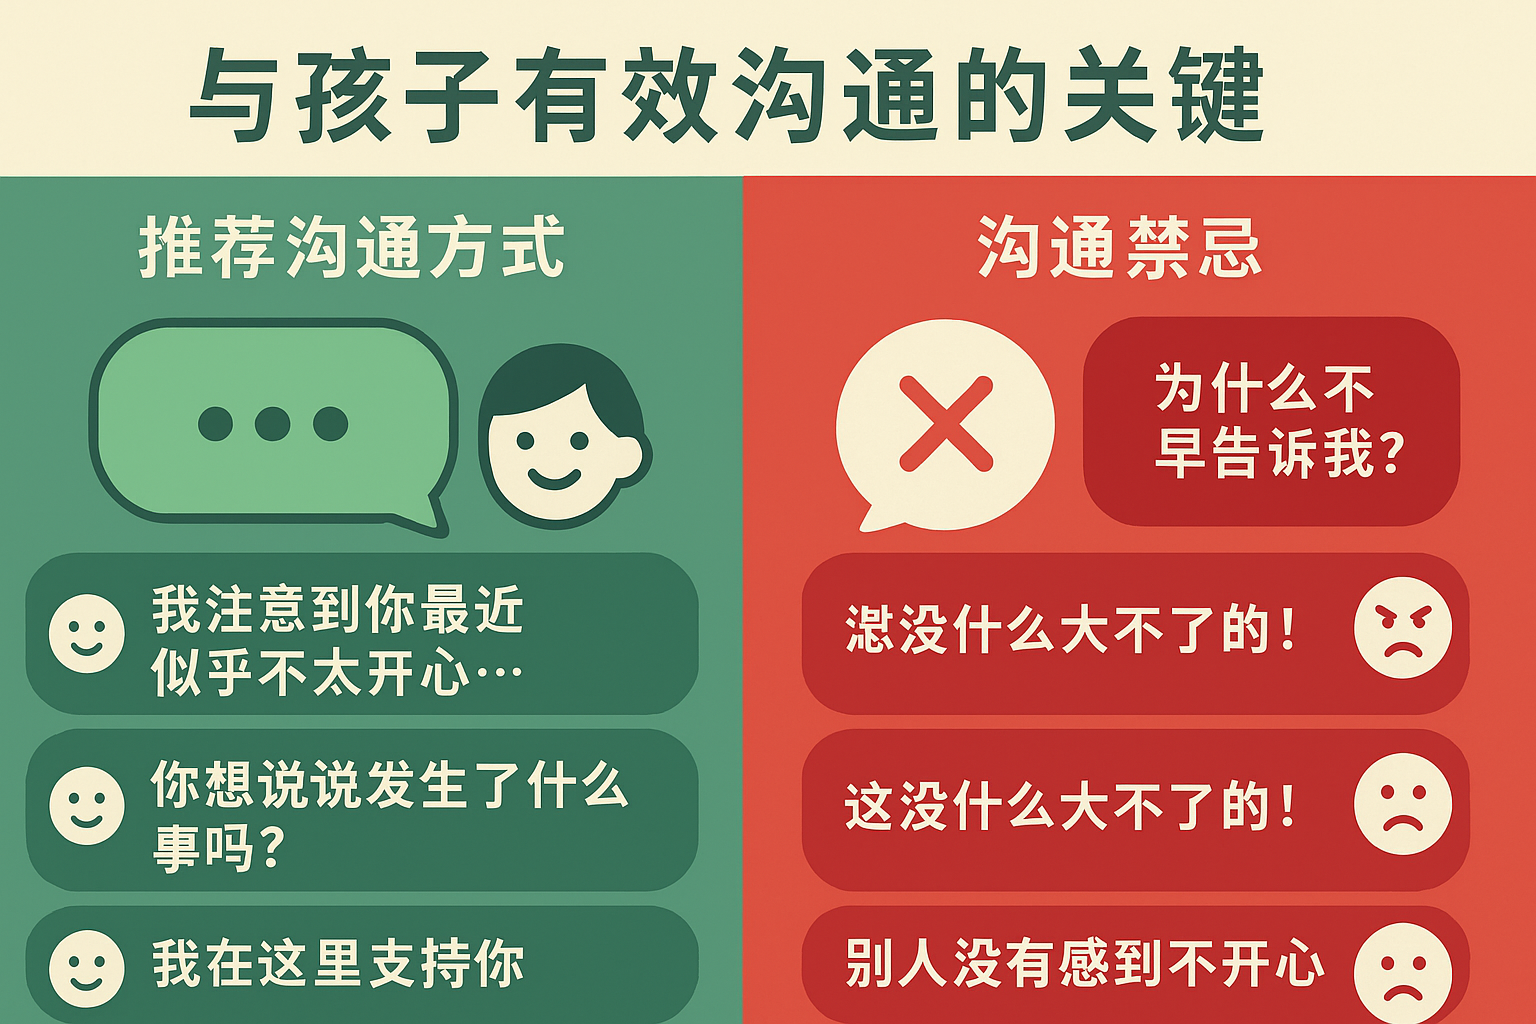 与孩子有效沟通的关键
推荐沟通方式
我注意到你最近
似乎不太开心…
你想说说发生了什么
事吗？
我在这里支持你
沟通禁忌
为什么不
早告诉我？
没什么大不了的！
这没什么大不了的！
别人没有感到不开心